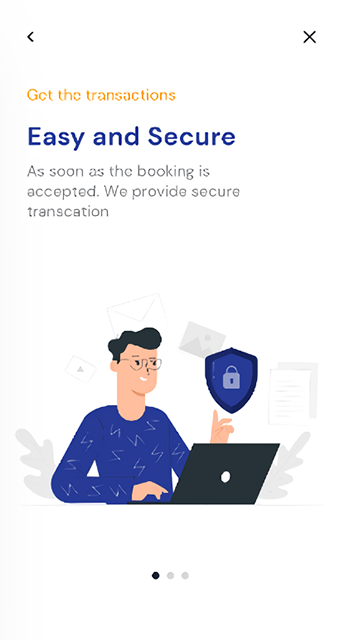 Get the transactions
Easy and Secure
As soon as the booking is
accepted. We provide secure
transcation